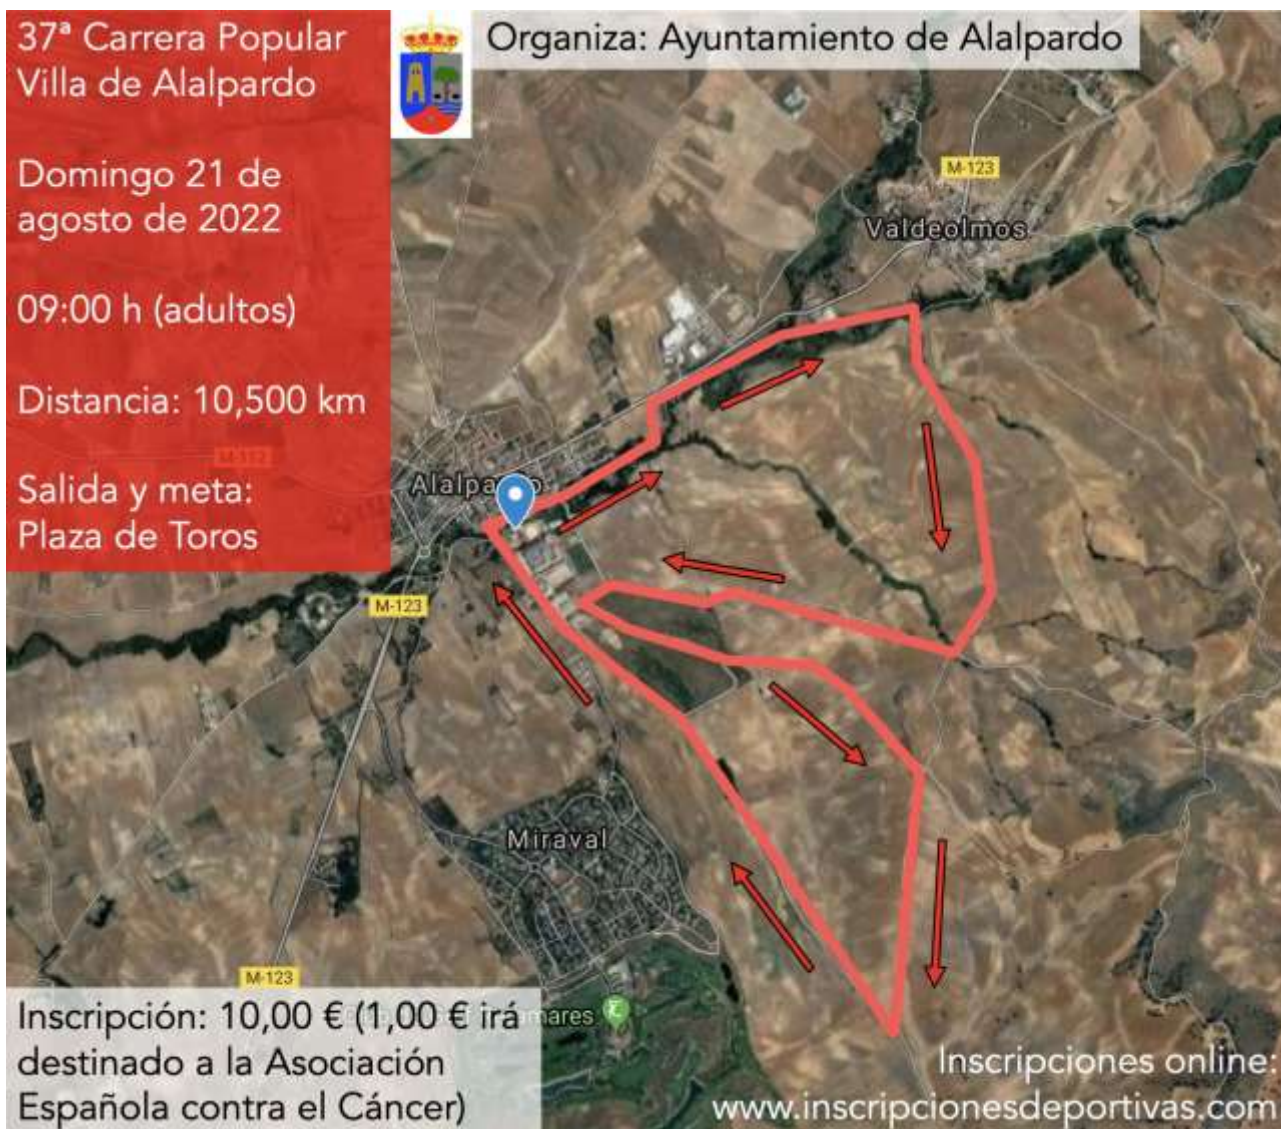 37ª Carrera Popular
Villa de Alalpardo
Domingo 21 de
agosto de 2022
09:00 h (adultos)
Distancia: 10,500 km
Salida y meta:
Plaza de Toros
Organiza: Ayuntamiento de Alalpardo
M-123
Valdeolmos
M-113
M-123
Miraval
M-123
Inscripción: 10,00 € (1,00 € irá
destinado a la Asociación
Española contra el Cáncer)
Inscripciones online:
www.inscripcionesdeportivas.com